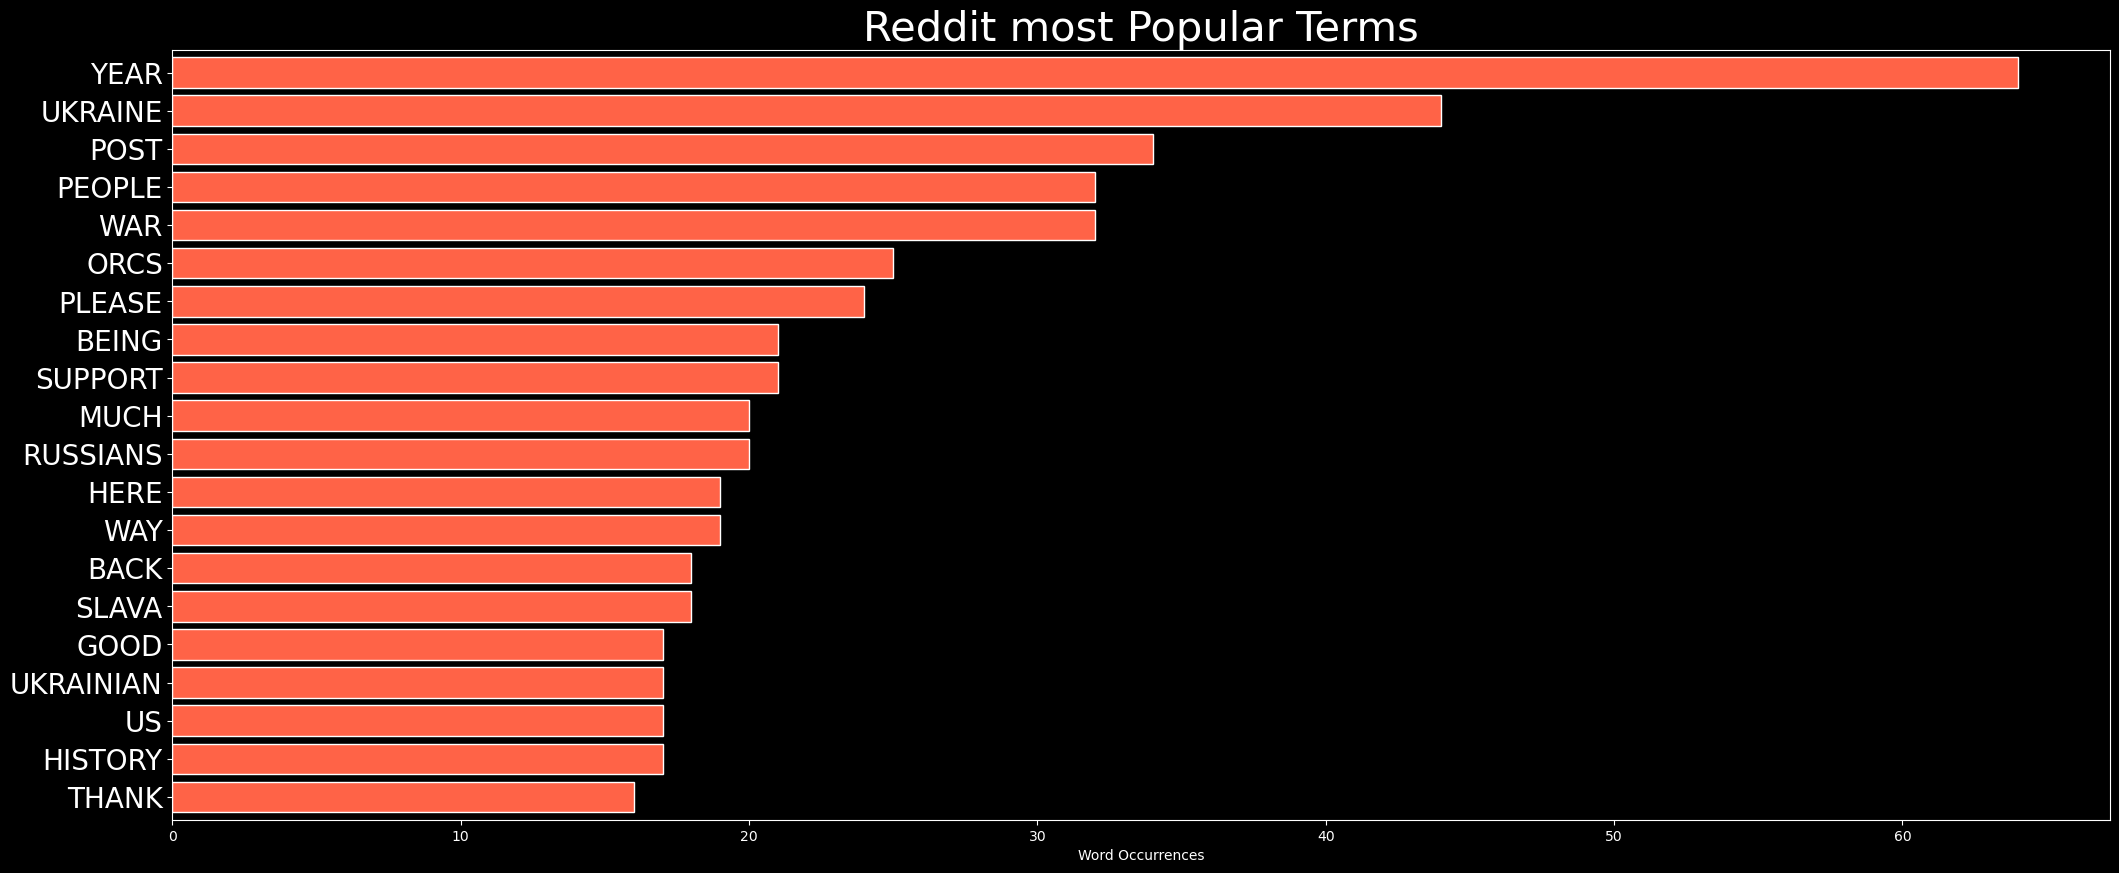 Reddit most Popular Terms
YEAR
UKRAINE
POST
PEOPLE
WAR
ORCS
PLEASE
BEING
SUPPORT
MUCH
RUSSIANS
HERE
WAY
BACK
SLAVA
GOOD
UKRAINIAN
US
HISTORY
THANK
0 10 20 30 40 50 60
Word Occurrences